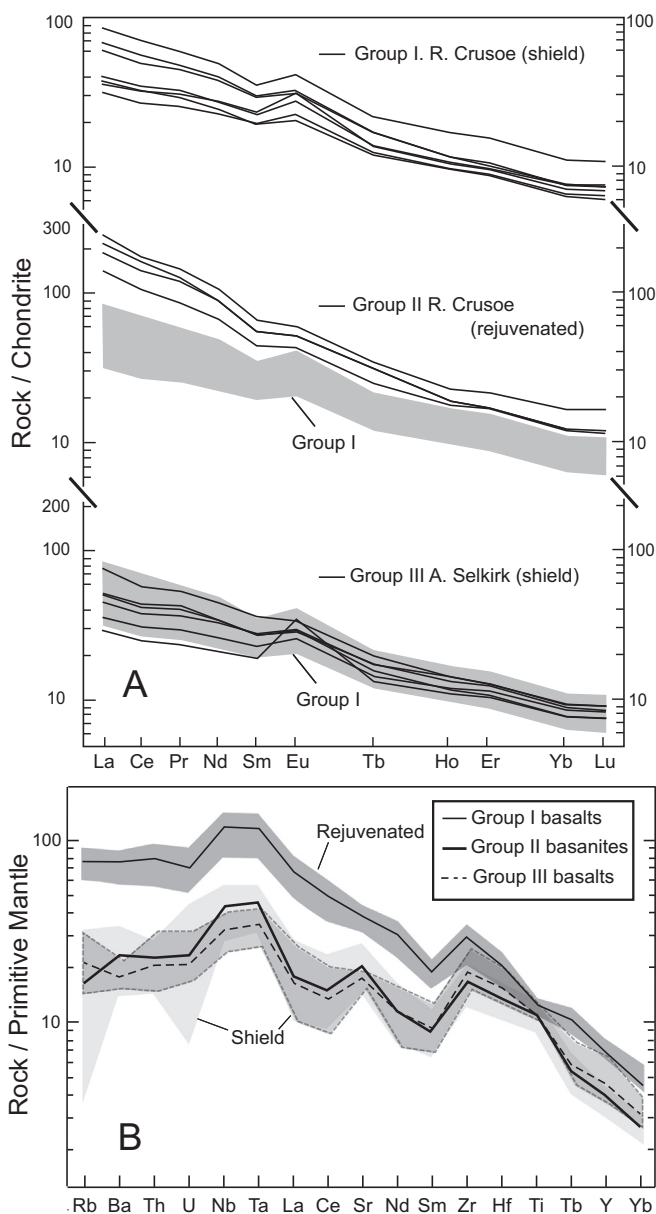 100
100
Group I. R. Crusoe (shield)
10
10
300
100
100
Group II R. Crusoe
(rejuvenated)
Rock / Chondrite
Group I
10
10
200
100
100
Group III A. Selkirk (shield)
A
Group I
10
10
La Ce Pr Nd Sm Eu Tb Ho Er Yb Lu
Group I basalts
Group II basanites
Group III basalts
Rejuvenated
100
Rock / Primitive Mantle
10
Shield
B
Rb Ba Th U Nb Ta La Ce Sr Nd Sm Zr Hf Ti Tb Y Yb